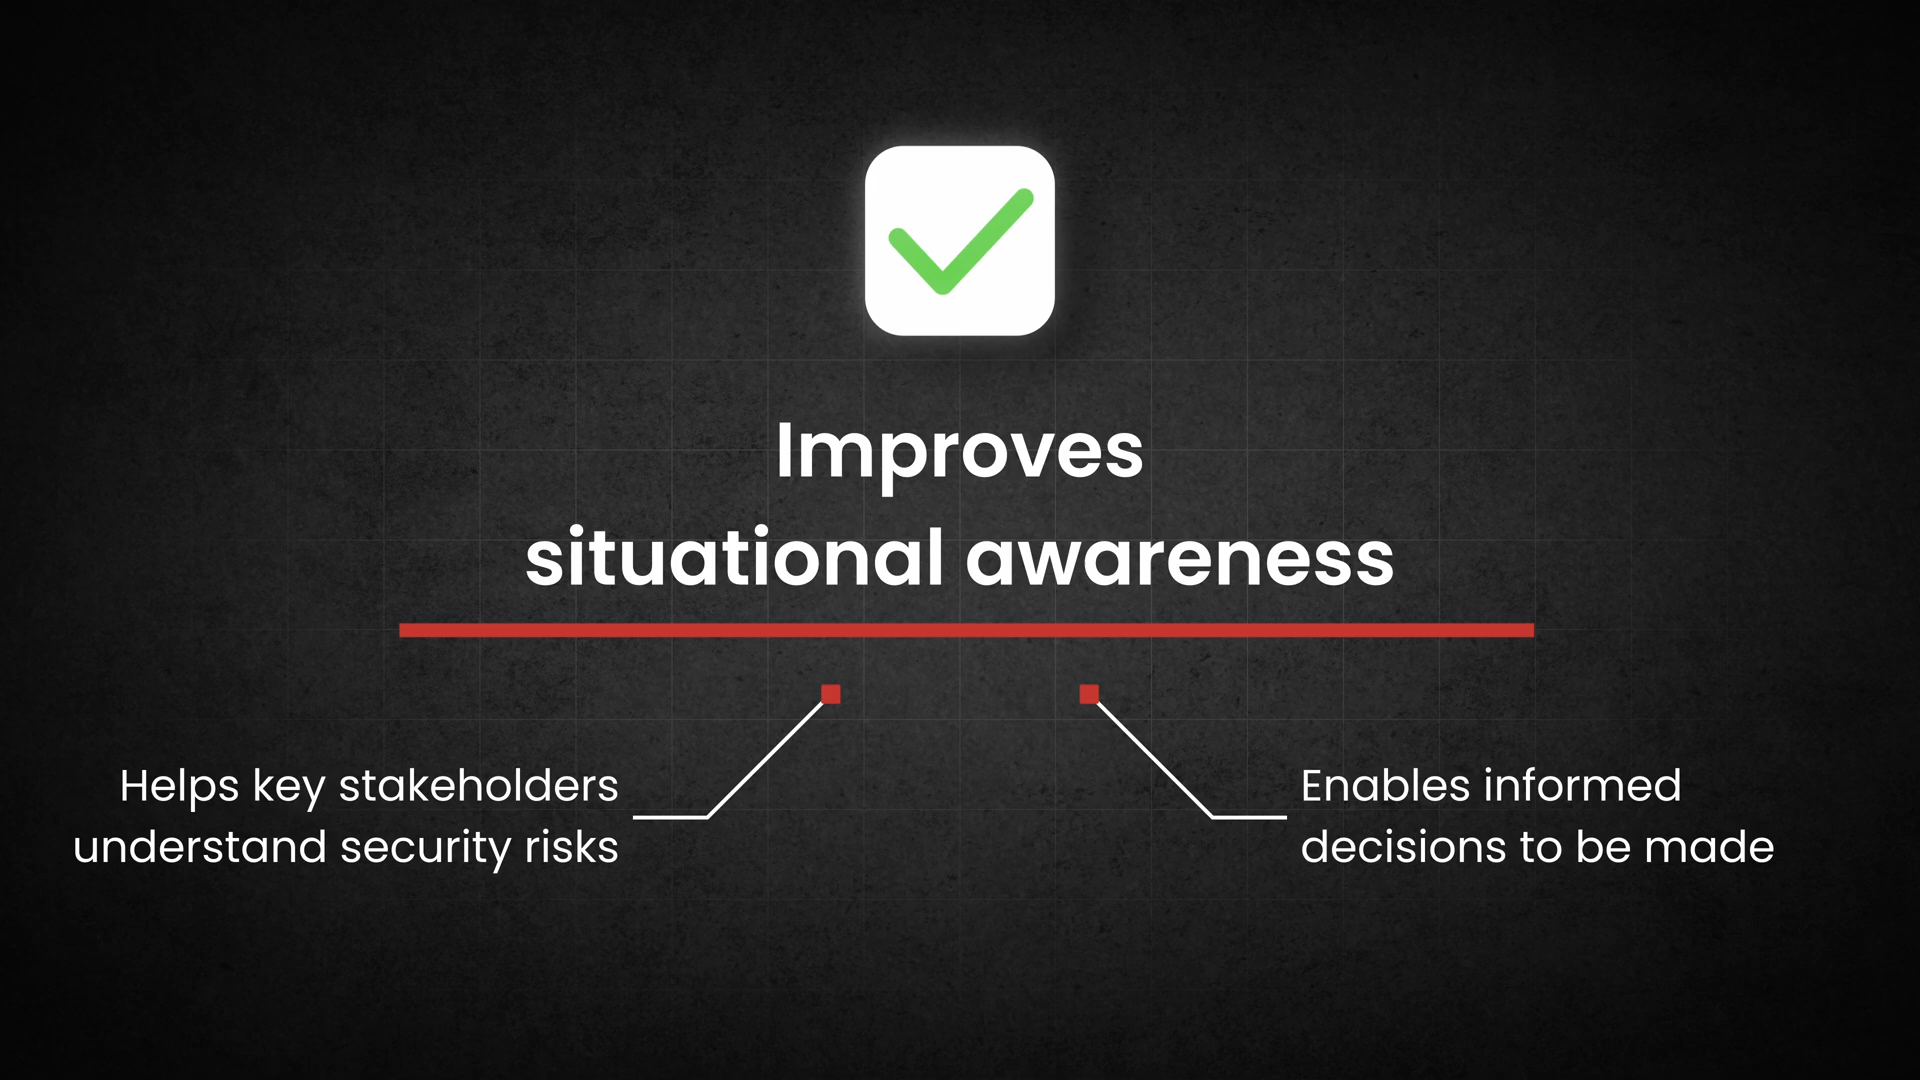 Improves
situational awareness
Helps key stakeholders
understand security risks
Enables informed
decisions to be made